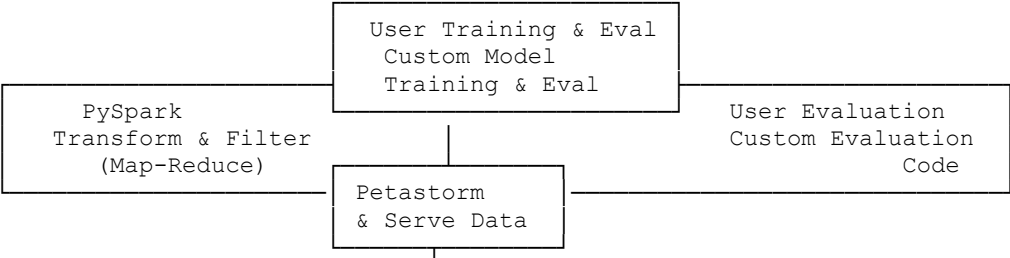 User Training & Eval
Custom Model
Training & Eval
PySpark
Transform & Filter
(Map-Reduce)
User Evaluation
Custom Evaluation
Code
Petastorm
& Serve Data